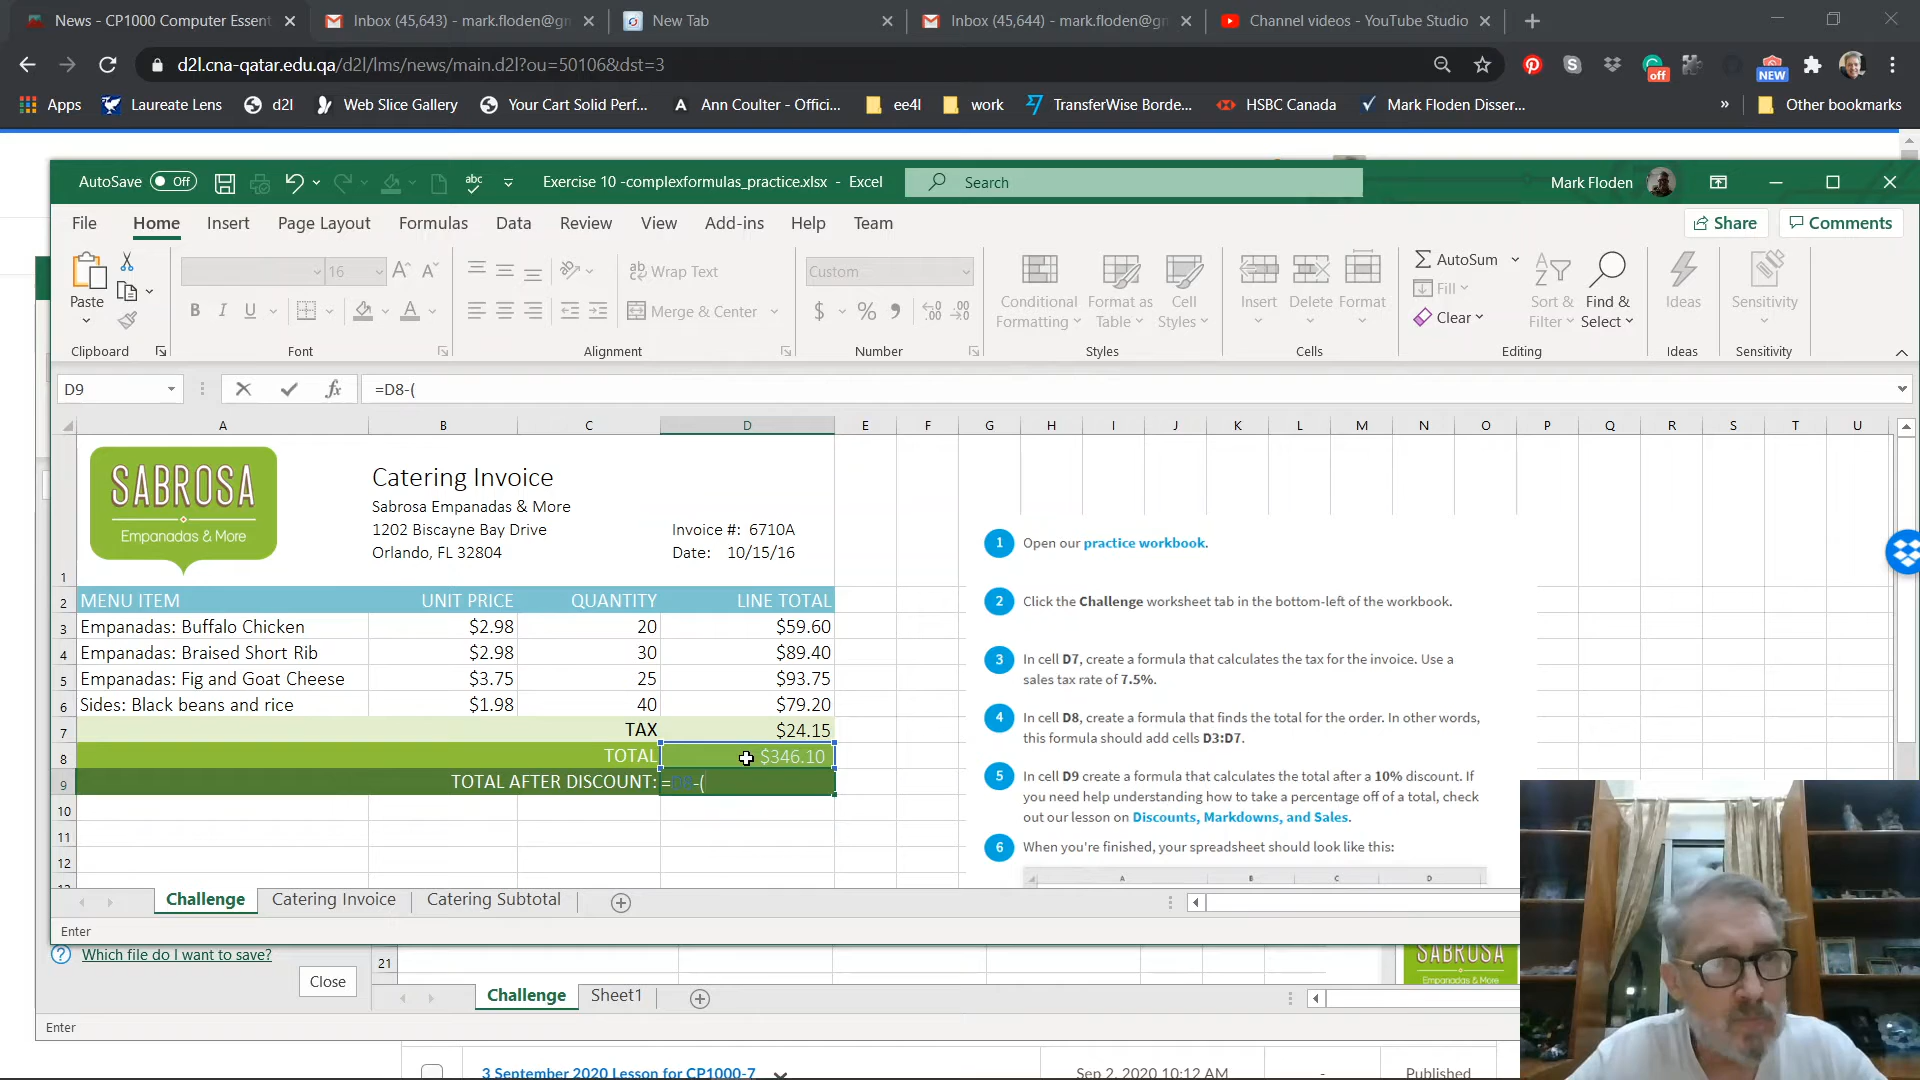 News - CP1000 Computer Essent
Inbox (45,643) - mark.floden@gm
New Tab
Inbox (45,644) - mark.floden@gm
Channel videos - YouTube Studio
d2l.cna-qatar.edu.qa/d2l/lms/news/main.d2l?ou=50106&dst=3
off
NEW
Apps
Laureate Lens
d2l
Web Slice Gallery
Your Cart Solid Perf...
Ann Coulter - Offici...
ee4l
work
TransferWise Borde...
HSBC Canada
Mark Floden Disser...
»
Other bookmarks
AutoSave Off
abc
Exercise 10 -complexformulas_practice.xlsx - Excel
Search
Mark Floden
File Home Insert Page Layout Formulas Data Review View Add-ins Help Team
Share
Comments
Paste
16
B I U
Wrap Text
Merge & Center
Custom
$ %
Conditional Formatting
Format as Table
Cell Styles
Insert
Delete
Format
AutoSum
Fill
Clear
Sort & Filter
Find & Select
Ideas
Sensitivity
Clipboard Font Alignment Number Styles Cells Editing Ideas Sensitivity
D9
fx
=D8-(
A B C D E F G H I J K L M N O P Q R S T U
SABROSA
Empanadas & More
Catering Invoice
Sabrosa Empanadas & More
1202 Biscayne Bay Drive
Orlando, FL 32804
Invoice #: 6710A
Date: 10/15/16
1
2 MENU ITEM UNIT PRICE QUANTITY LINE TOTAL
3 Empanadas: Buffalo Chicken $2.98 20 $59.60
4 Empanadas: Braised Short Rib $2.98 30 $89.40
5 Empanadas: Fig and Goat Cheese $3.75 25 $93.75
6 Sides: Black beans and rice $1.98 40 $79.20
7 TAX $24.15
8 TOTAL $346.10
9 TOTAL AFTER DISCOUNT: =D8-(
10
11
12
1 Open our practice workbook.
2 Click the Challenge worksheet tab in the bottom-left of the workbook.
3 In cell D7, create a formula that calculates the tax for the invoice. Use a
sales tax rate of 7.5%.
4 In cell D8, create a formula that finds the total for the order. In other words,
this formula should add cells D3:D7.
5 In cell D9 create a formula that calculates the total after a 10% discount. If
you need help understanding how to take a percentage off of a total, check
out our lesson on Discounts, Markdowns, and Sales.
6 When you're finished, your spreadsheet should look like this:
A B C D
Challenge Catering Invoice Catering Subtotal
Enter
Which file do I want to save?
Close
21
SABROSA
Empanadas & More
Challenge Sheet1
Enter
3 September 2020 Lesson for CP1000-7
Sep 2, 2020 10:12 AM
-
Published